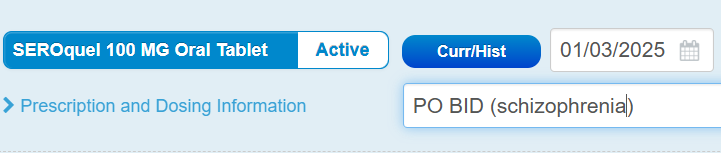 SEROquel 100 MG Oral Tablet Active Curr/Hist 01/03/2025
Prescription and Dosing Information PO BID (schizophrenia)